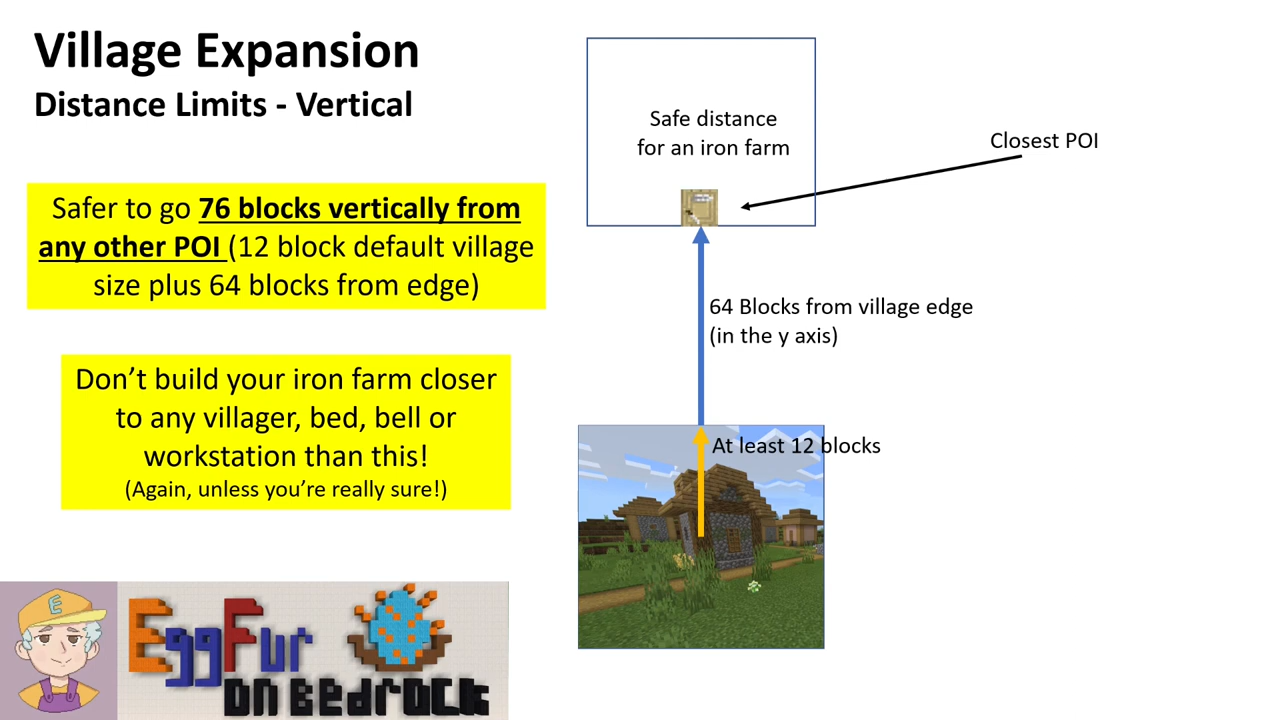 Village Expansion
Distance Limits - Vertical
Safer to go 76 blocks vertically from
any other POI (12 block default village
size plus 64 blocks from edge)
Don’t build your iron farm closer
to any villager, bed, bell or
workstation than this!
(Again, unless you’re really sure!)
Safe distance
for an iron farm
Closest POI
64 Blocks from village edge
(in the y axis)
At least 12 blocks
E
EggFur
on Bedrock